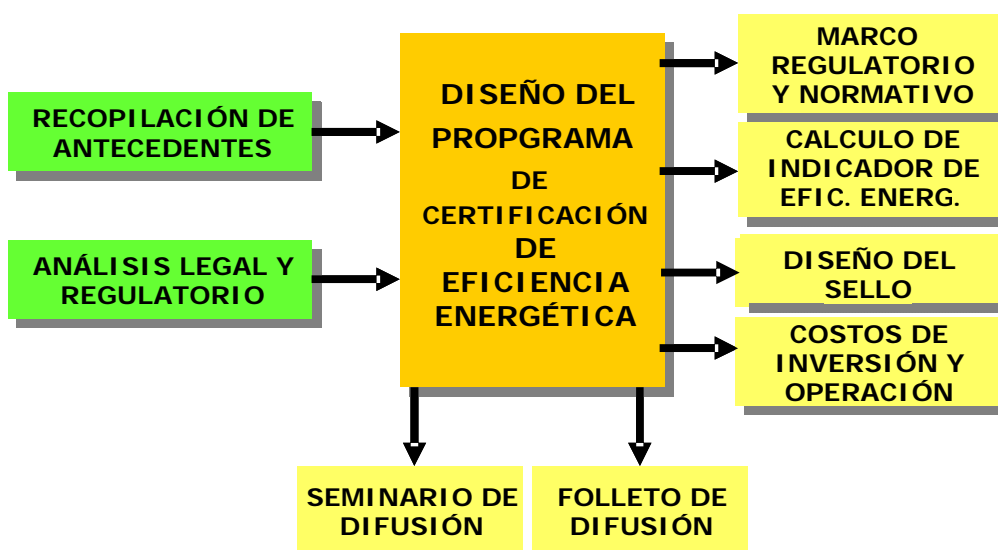 RECOPILACIÓN DE
ANTECEDENTES
ANÁLISIS LEGAL Y
REGULATORIO
DISEÑO DEL
PROPGRAMA
DE
CERTIFICACIÓN
DE
EFICIENCIA
ENERGÉTICA
MARCO
REGULATORIO
Y NORMATIVO
CALCULO DE
INDICADOR DE
EFIC. ENERG.
DISEÑO DEL
SELLO
COSTOS DE
INVERSIÓN Y
OPERACIÓN
SEMINARIO DE
DIFUSIÓN
FOLLETO DE
DIFUSIÓN